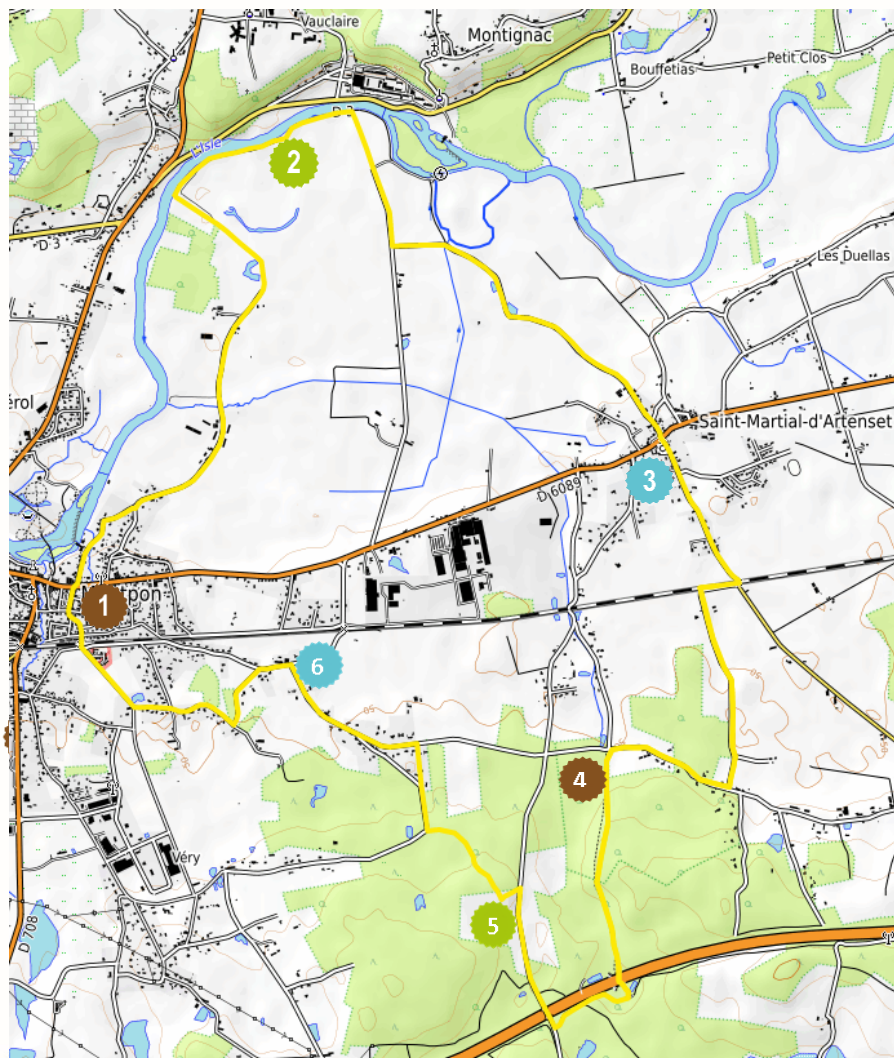 Vauclaire
Montignac
Bouffetias
Petit Clos
L'Isle
2
D 3
Les Duellas
érol
Saint-Martial-d'Artenset
3
D 6089
1
6
4
Véry
5
D 708